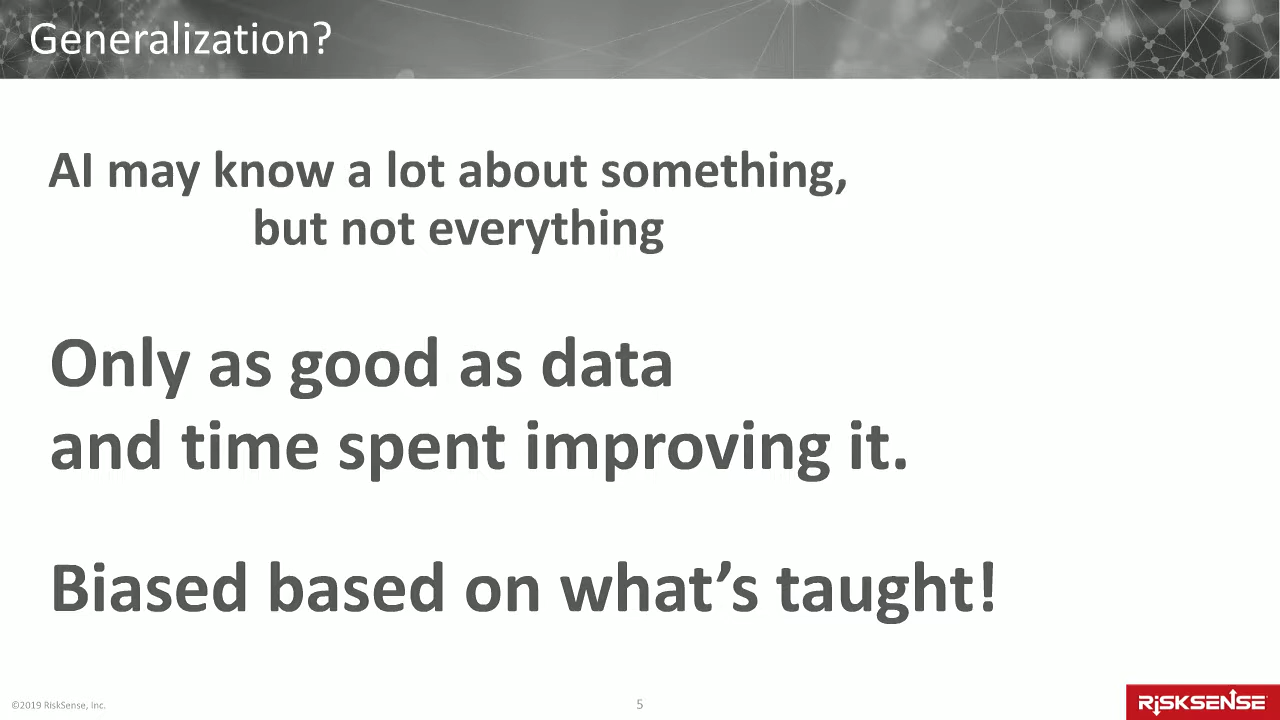 Generalization?
AI may know a lot about something,
but not everything
Only as good as data
and time spent improving it.
Biased based on what’s taught!
©2019 RiskSense, Inc.
5
RiSKSENSE